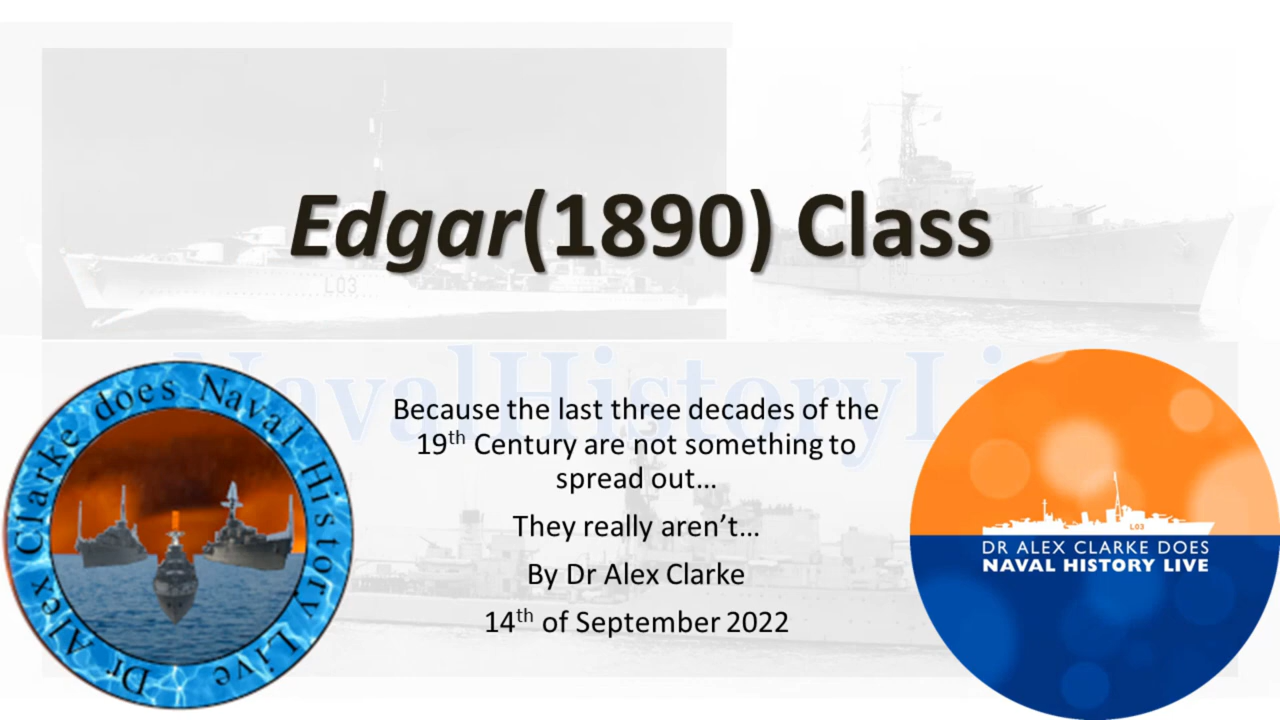 Edgar(1890) Class
NavalHistoryLi
Because the last three decades of the
19th Century are not something to
spread out...
They really aren't...
By Dr Alex Clarke
14th of September 2022
Dr Alex Clarke does Naval History Live
L03
L03
DR ALEX CLARKE DOES
NAVAL HISTORY LIVE